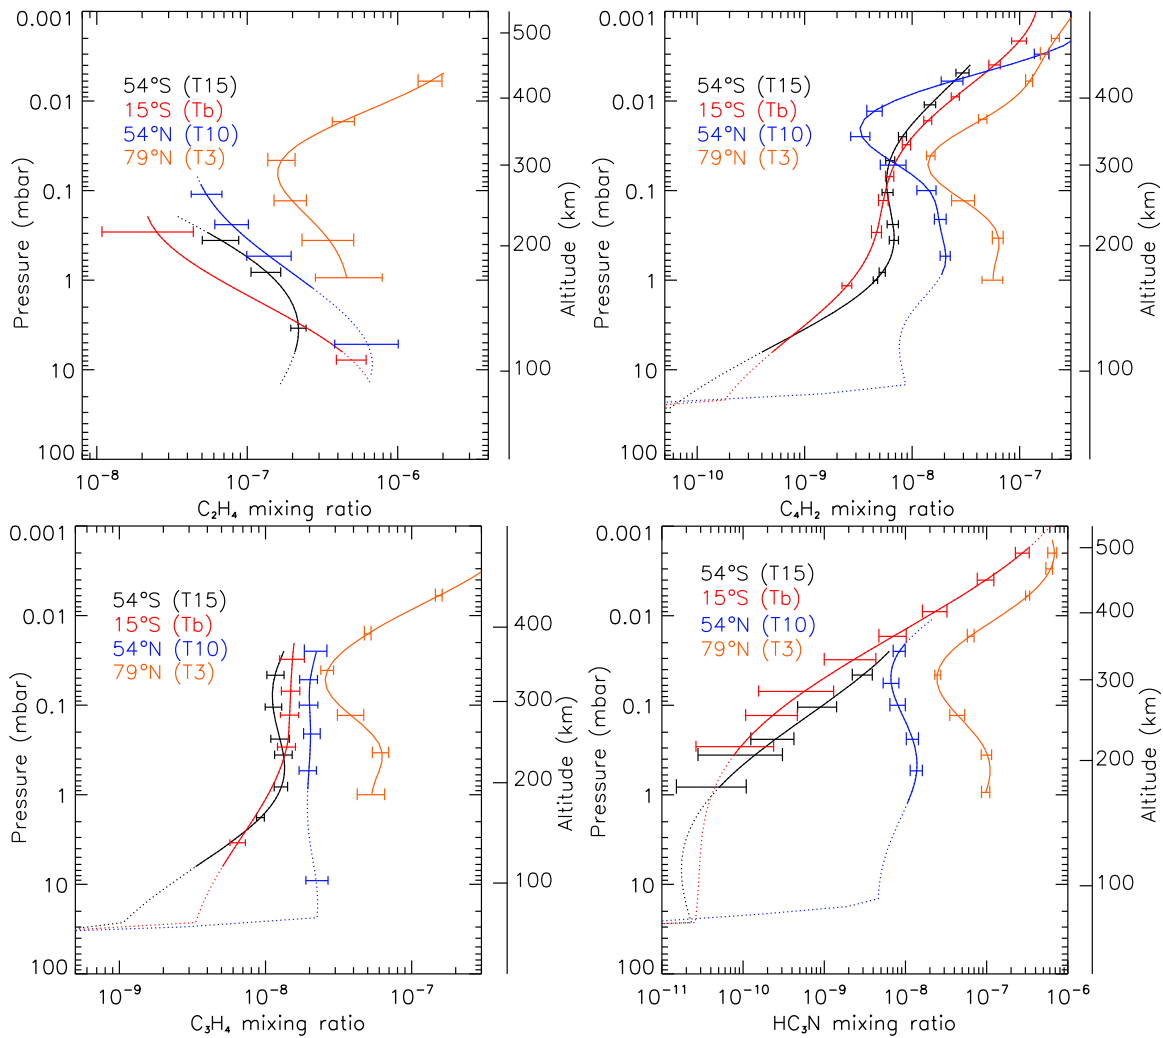 0.001
0.01
0.1
1
10
100
Pressure (mbar)
54°S (T15)
15°S (Tb)
54°N (T10)
79°N (T3)
500
400
300
200
100
Altitude (km)
10⁻⁸
10⁻⁷
10⁻⁶
C₂H₄ mixing ratio
0.001
0.01
0.1
1
10
100
Pressure (mbar)
54°S (T15)
15°S (Tb)
54°N (T10)
79°N (T3)
400
300
200
100
Altitude (km)
10⁻¹⁰
10⁻⁹
10⁻⁸
10⁻⁷
C₄H₂ mixing ratio
0.001
0.01
0.1
1
10
100
Pressure (mbar)
54°S (T15)
15°S (Tb)
54°N (T10)
79°N (T3)
400
300
200
100
Altitude (km)
10⁻⁹
10⁻⁸
10⁻⁷
C₃H₄ mixing ratio
0.001
0.01
0.1
1
10
100
Pressure (mbar)
54°S (T15)
15°S (Tb)
54°N (T10)
79°N (T3)
500
400
300
200
100
Altitude (km)
10⁻¹¹
10⁻¹⁰
10⁻⁹
10⁻⁸
10⁻⁷
10⁻⁶
HC₃N mixing ratio